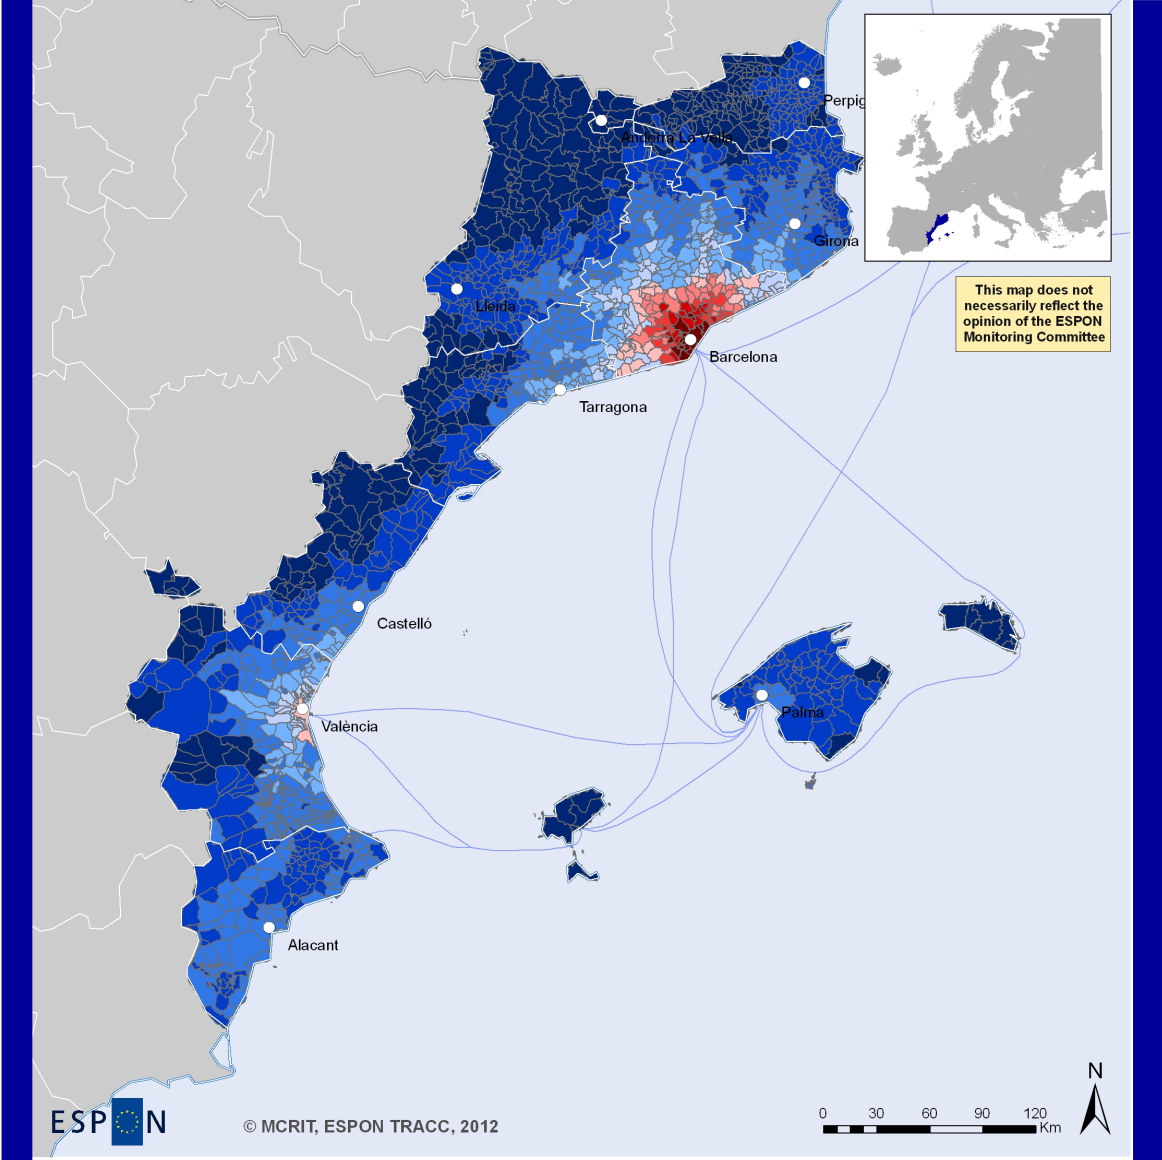 Perpig
Andorra La Vella
Girona
Lleida
This map does not
necessarily reflect the
opinion of the ESPON
Monitoring Committee
Barcelona
Tarragona
Castelló
Palma
València
Alacant
N
ESPON
© MCRIT, ESPON TRACC, 2012
0 30 60 90 120
Km